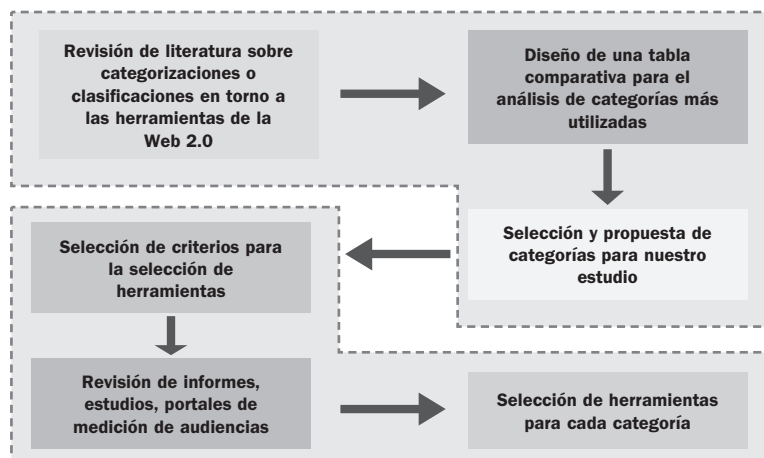 Revisión de literatura sobre
categorizaciones o
clasificaciones en torno a
las herramientas de la
Web 2.0
Diseño de una tabla
comparativa para el
análisis de categorías más
utilizadas
Selección y propuesta de
categorías para nuestro
estudio
Selección de criterios para
la selección de
herramientas
Revisión de informes,
estudios, portales de
medición de audiencias
Selección de herramientas
para cada categoría